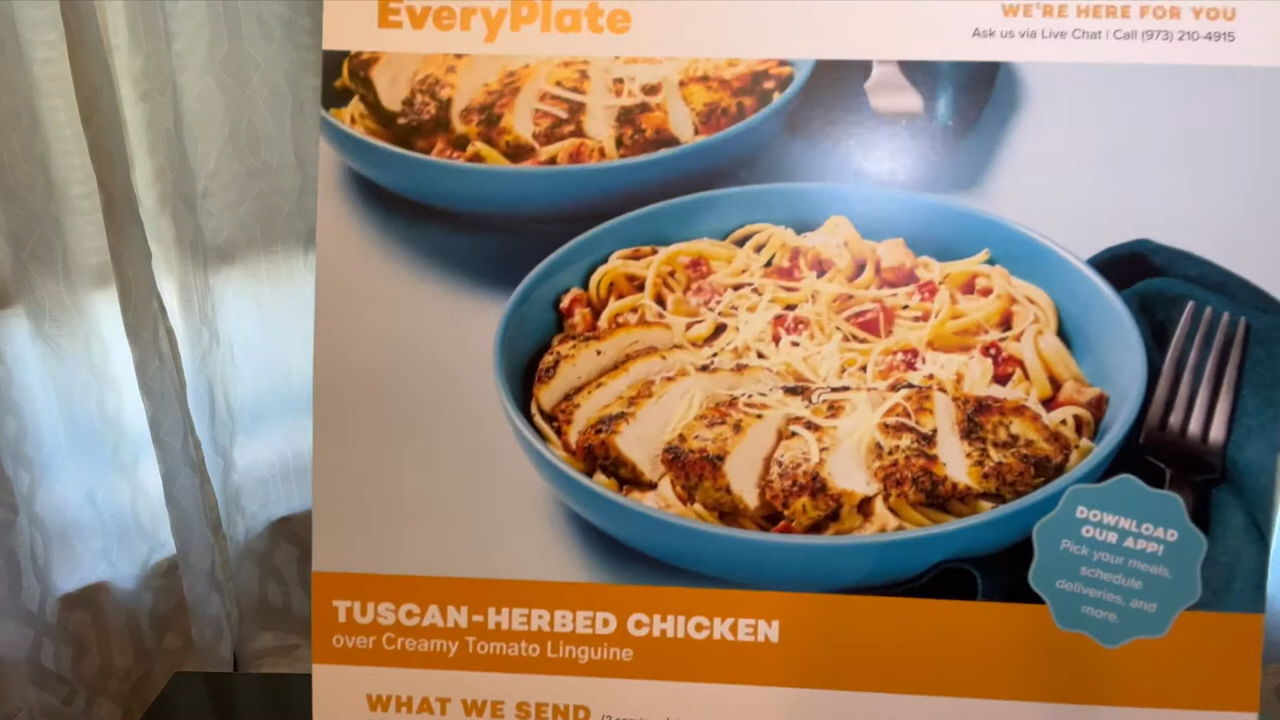 EveryPlate
WE'RE HERE FOR YOU
Ask us via Live Chat | Call (973) 210-4915
DOWNLOAD
OUR APP!
Pick your meals,
schedule
deliveries, and
more.
TUSCAN-HERBED CHICKEN
over Creamy Tomato Linguine
WHAT WE SEND